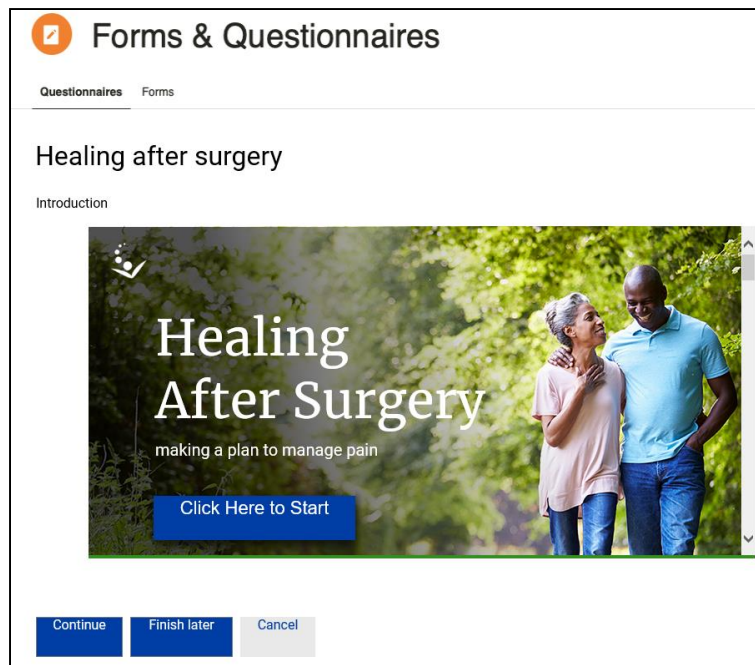 Forms & Questionnaires
Questionnaires Forms
Healing after surgery
Introduction
Healing
After Surgery
making a plan to manage pain
Click Here to Start
Continue Finish later Cancel